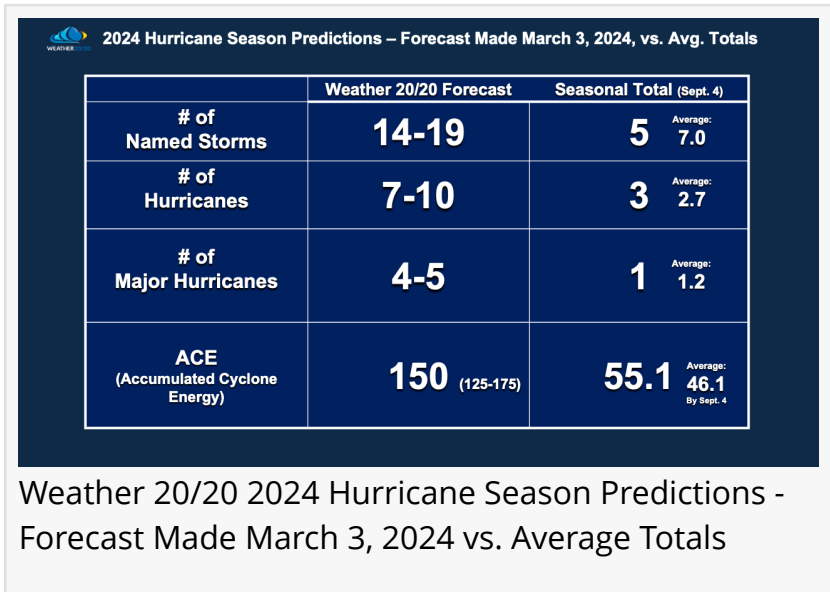 WEATHER20/20
2024 Hurricane Season Predictions – Forecast Made March 3, 2024, vs. Avg. Totals
Weather 20/20 Forecast
Seasonal Total (Sept. 4)
# of
Named Storms
14-19
5
Average:
7.0
# of
Hurricanes
7-10
3
Average:
2.7
# of
Major Hurricanes
4-5
1
Average:
1.2
ACE
(Accumulated Cyclone
Energy)
150 (125-175)
55.1
Average:
46.1
By Sept. 4
Weather 20/20 2024 Hurricane Season Predictions -
Forecast Made March 3, 2024 vs. Average Totals